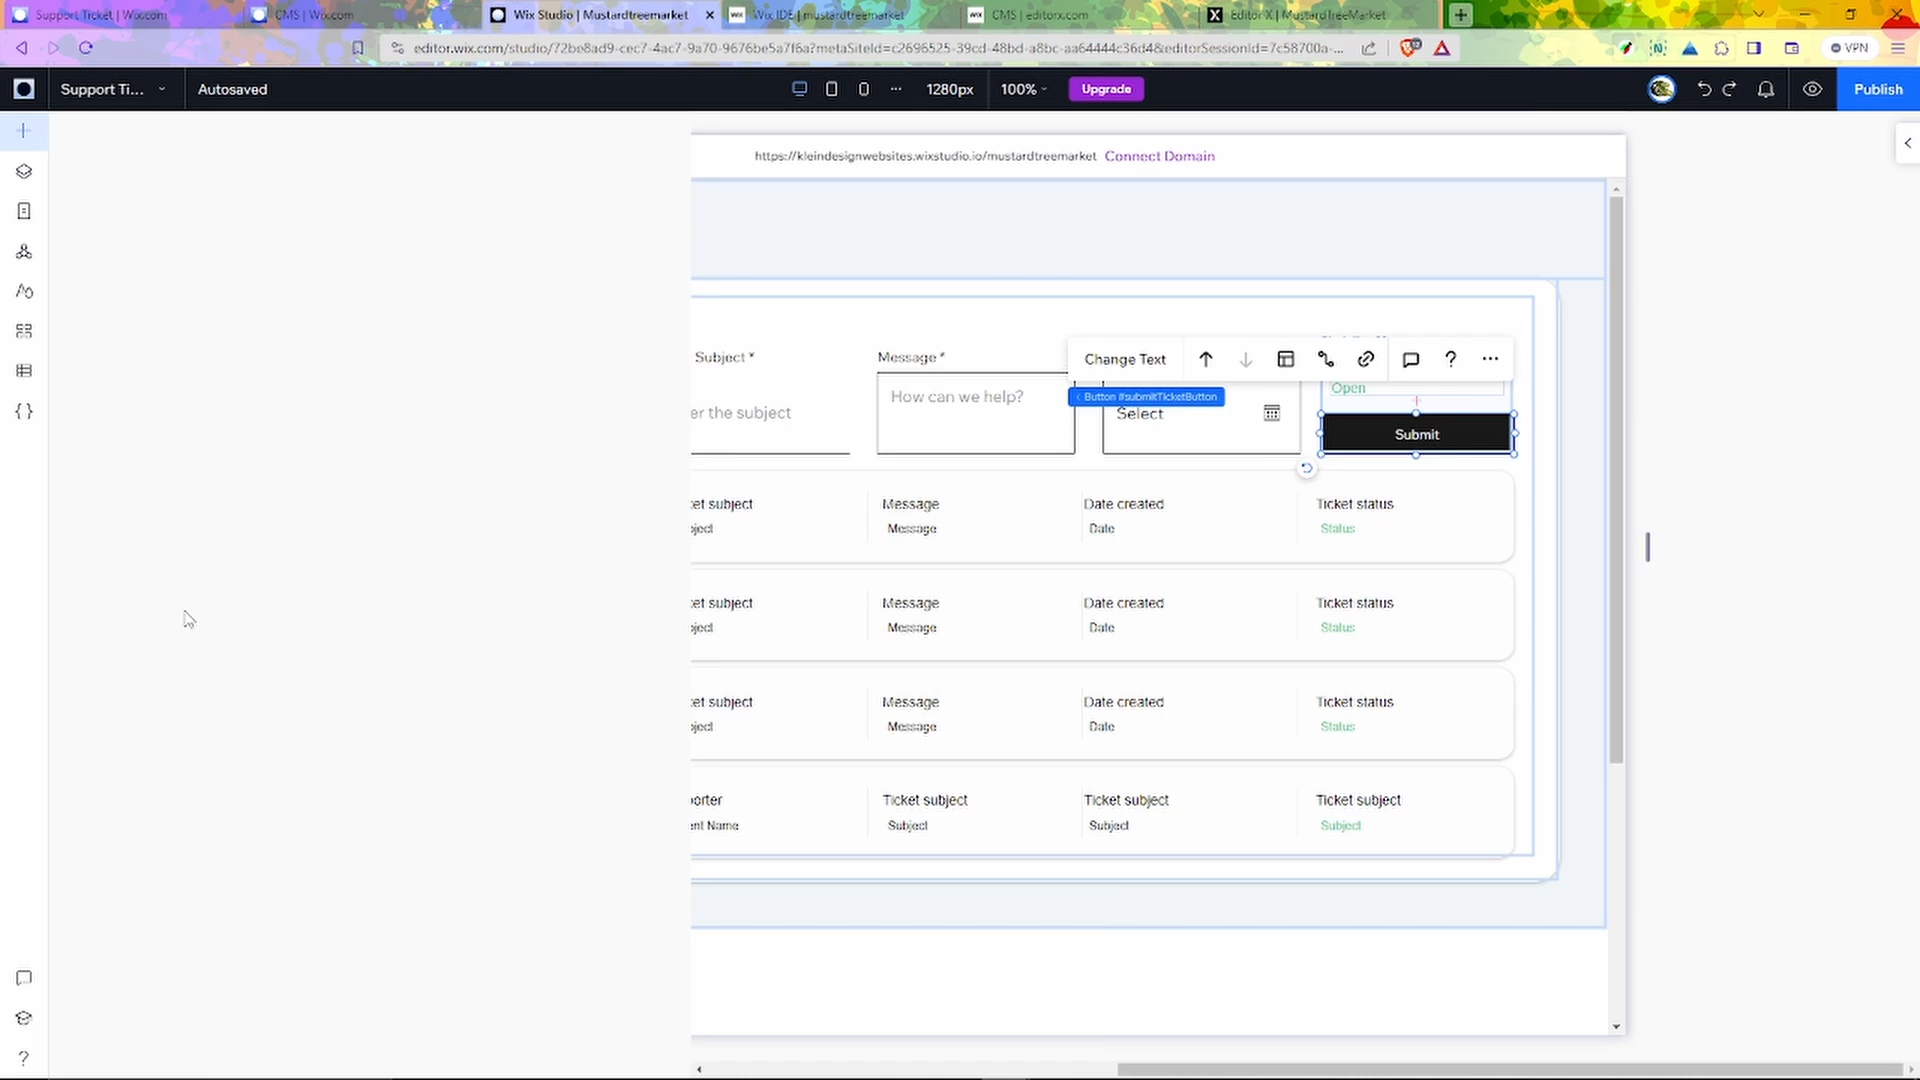 Support Ticket | Wix.com
CMS | Wix.com
Wix Studio | Mustardtreemarket
Wix IDE | mustardtreemarket
CMS | editorx.com
Editor X | MustardTreeMarket
editor.wix.com/studio/72be8ad9-cec7-4ac7-9a70-9676be5a7f6a?metaSiteId=c2696525-39cd-48bd-a8bc-aa64444c36d4&editorSessionId=7c58700a-...
VPN
Support Ti...
Autosaved
1280px
100%
Upgrade
Publish
https://kleindesignwebsites.wixstudio.io/mustardtreemarket Connect Domain
Subject *
Message *
Change Text
Open
er the subject
How can we help?
Button #submitTicketButton
Select
Submit
et subject
Message
Date created
Ticket status
ject
Message
Date
Status
et subject
Message
Date created
Ticket status
ject
Message
Date
Status
et subject
Message
Date created
Ticket status
ject
Message
Date
Status
orter
Ticket subject
Ticket subject
Ticket subject
ent Name
Subject
Subject
Subject